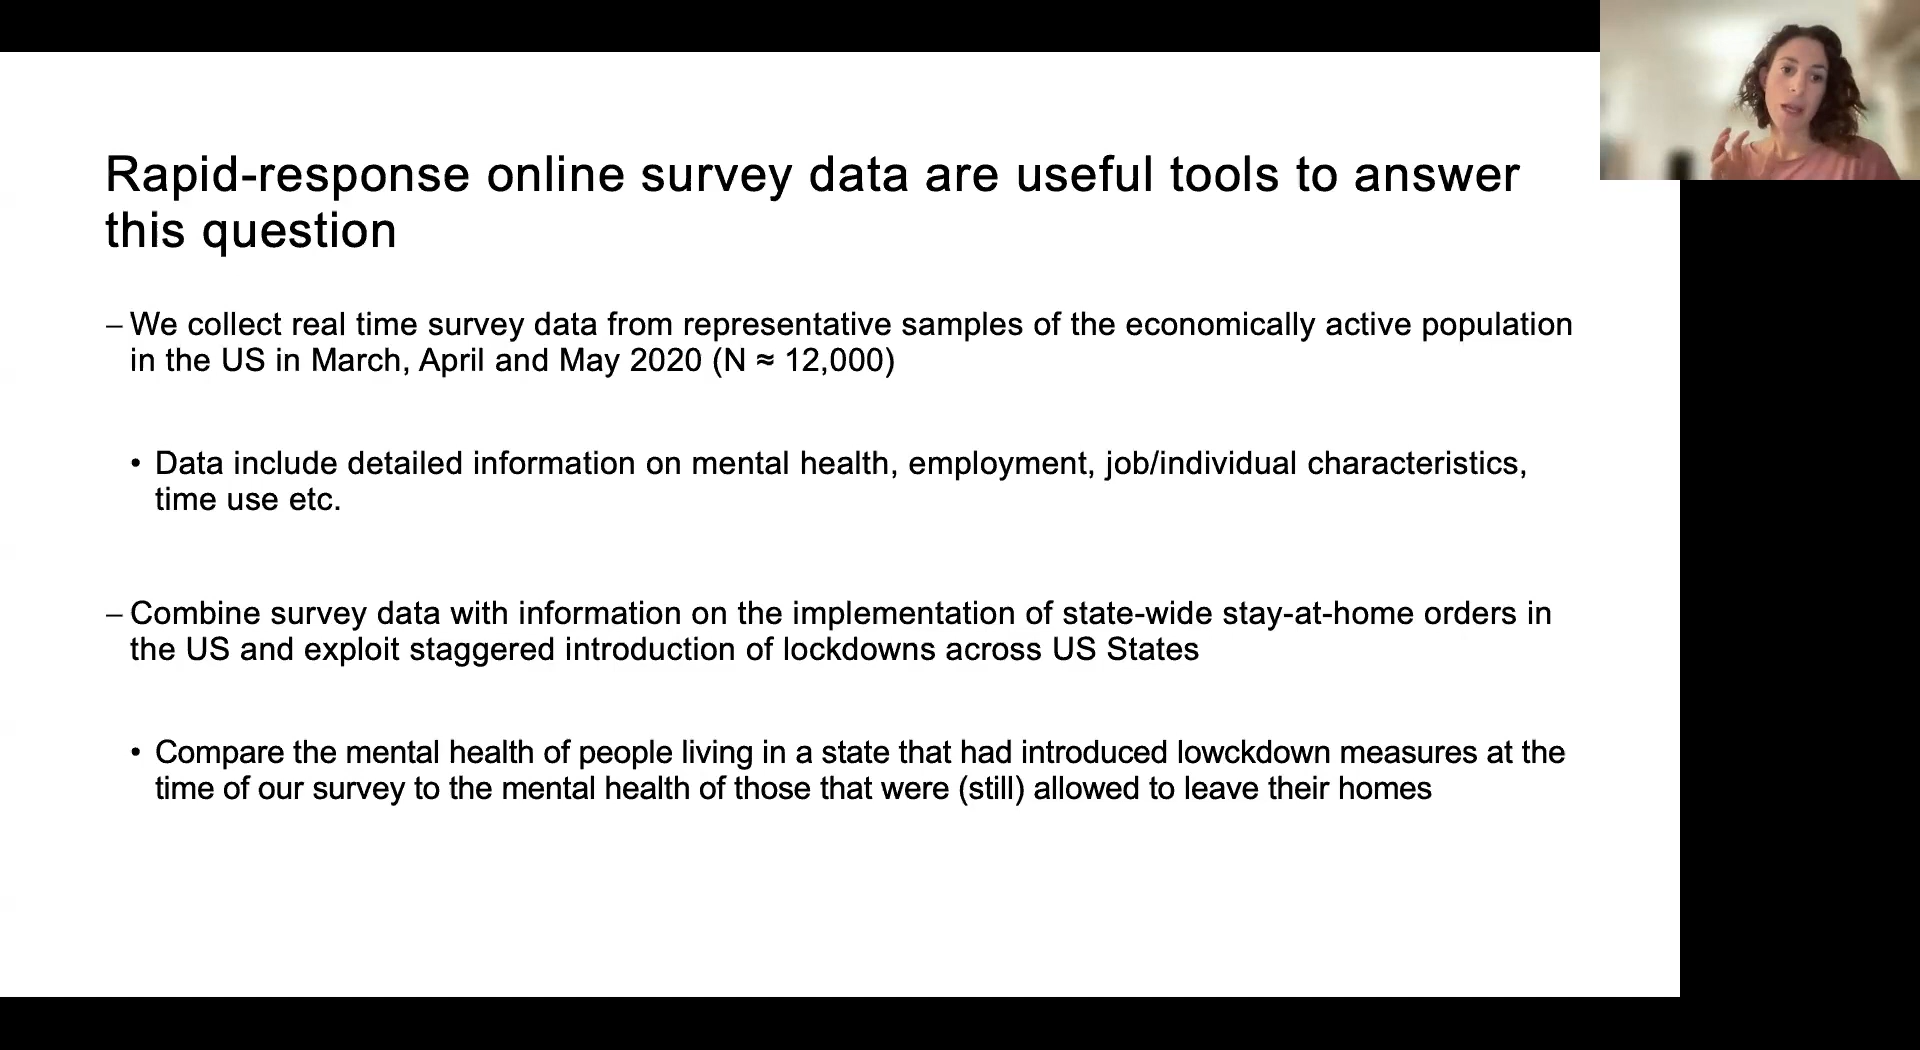 Rapid-response online survey data are useful tools to answer
this question
– We collect real time survey data from representative samples of the economically active population
in the US in March, April and May 2020 (N ≈ 12,000)
• Data include detailed information on mental health, employment, job/individual characteristics,
time use etc.
– Combine survey data with information on the implementation of state-wide stay-at-home orders in
the US and exploit staggered introduction of lockdowns across US States
• Compare the mental health of people living in a state that had introduced lowckdown measures at the
time of our survey to the mental health of those that were (still) allowed to leave their homes